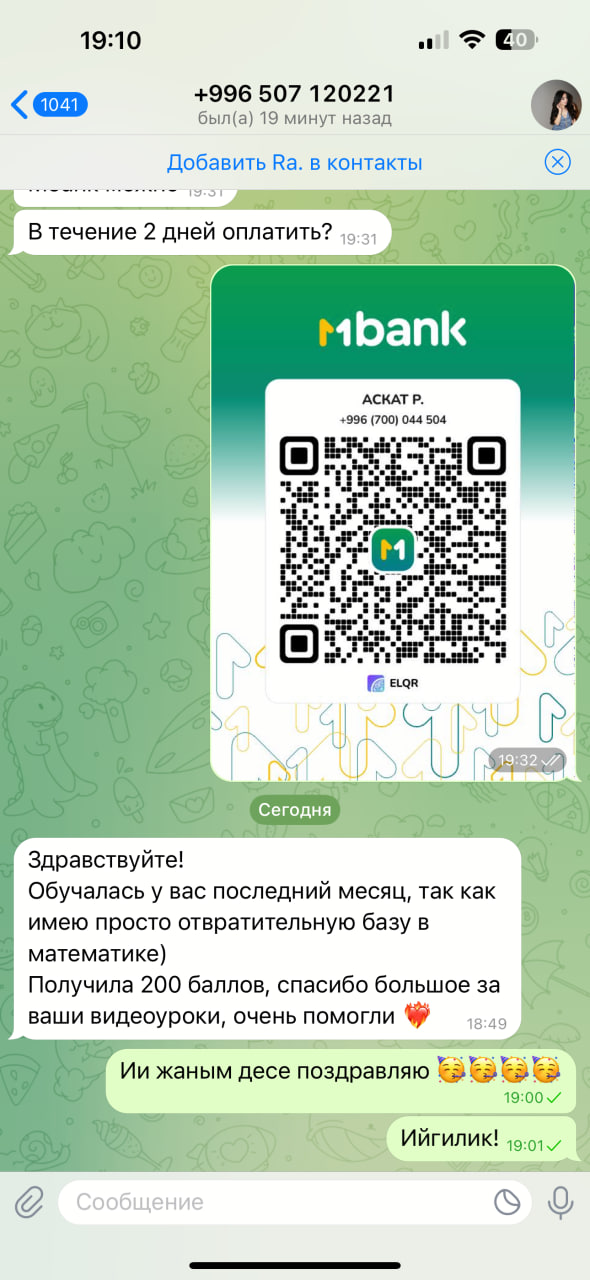 19:10
40
1041
+996 507 120221
был(а) 19 минут назад
Добавить Ra. в контакты
19:31
В течение 2 дней оплатить? 19:31
Mbank
АСКАТ Р.
+996 (700) 044 504
ELQR
19:32
Сегодня
Здравствуйте!
Обучалась у вас последний месяц, так как
имею просто отвратительную базу в
математике)
Получила 200 баллов, спасибо большое за
ваши видеоуроки, очень помогли ❤️‍🔥 18:49
Ии жаным десе поздравляю 🥳🥳🥳🥳
19:00
Ийгилик! 19:01
Сообщение